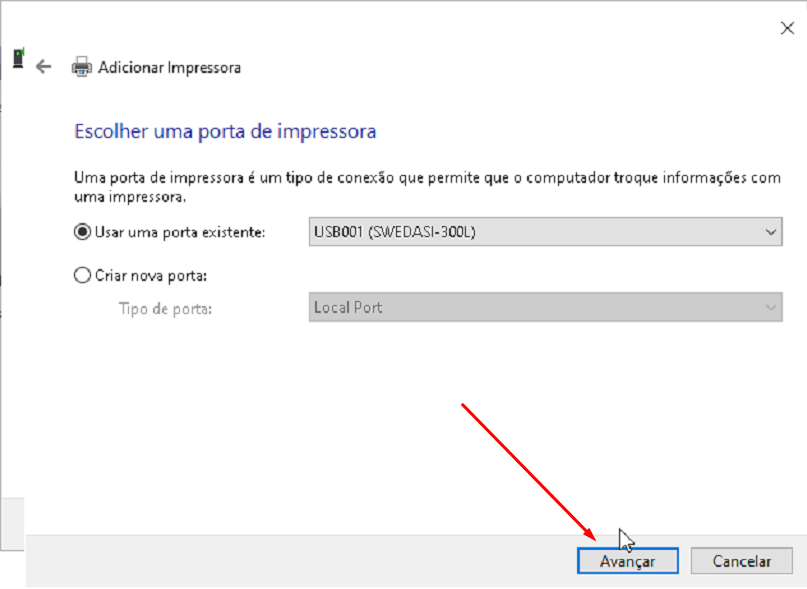 Adicionar Impressora
Escolher uma porta de impressora
Uma porta de impressora é um tipo de conexão que permite que o computador troque informações com
uma impressora.
Usar uma porta existente: USB001 (SWEDASI-300L)
Criar nova porta:
Tipo de porta: Local Port
Avançar Cancelar